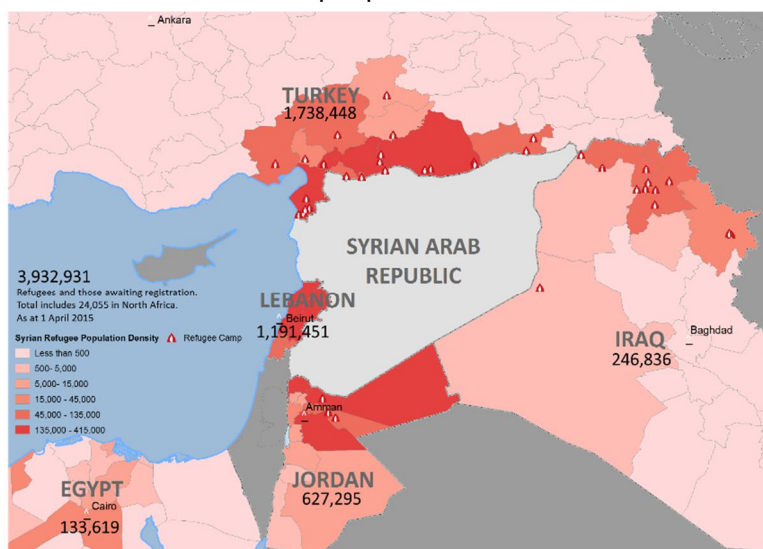 Ankara
TURKEY
1,738,448
SYRIAN ARAB
REPUBLIC
3,932,931
Refugees and those awaiting registration.
Total includes 24,055 in North Africa.
As at 1 April 2015
LEBANON
Beirut
1,191,451
Syrian Refugee Population Density
Refugee Camp
Less than 500
500- 5,000
5,000- 15,000
15,000 - 45,000
45,000 - 135,000
135,000 - 415,000
IRAQ
Baghdad
246,836
Amman
JORDAN
627,295
EGYPT
Cairo
133,619